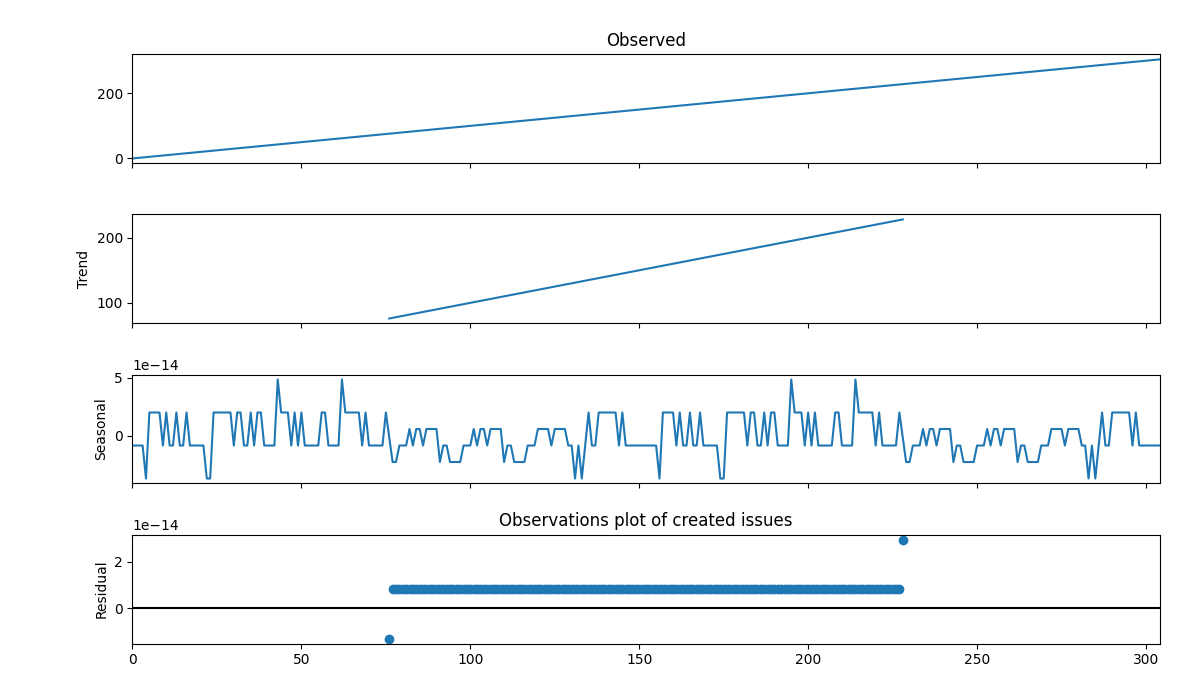 Observed
200
0
Trend
200
100
1e−14
Seasonal
5
0
Observations plot of created issues
1e−14
Residual
2
0
0 50 100 150 200 250 300